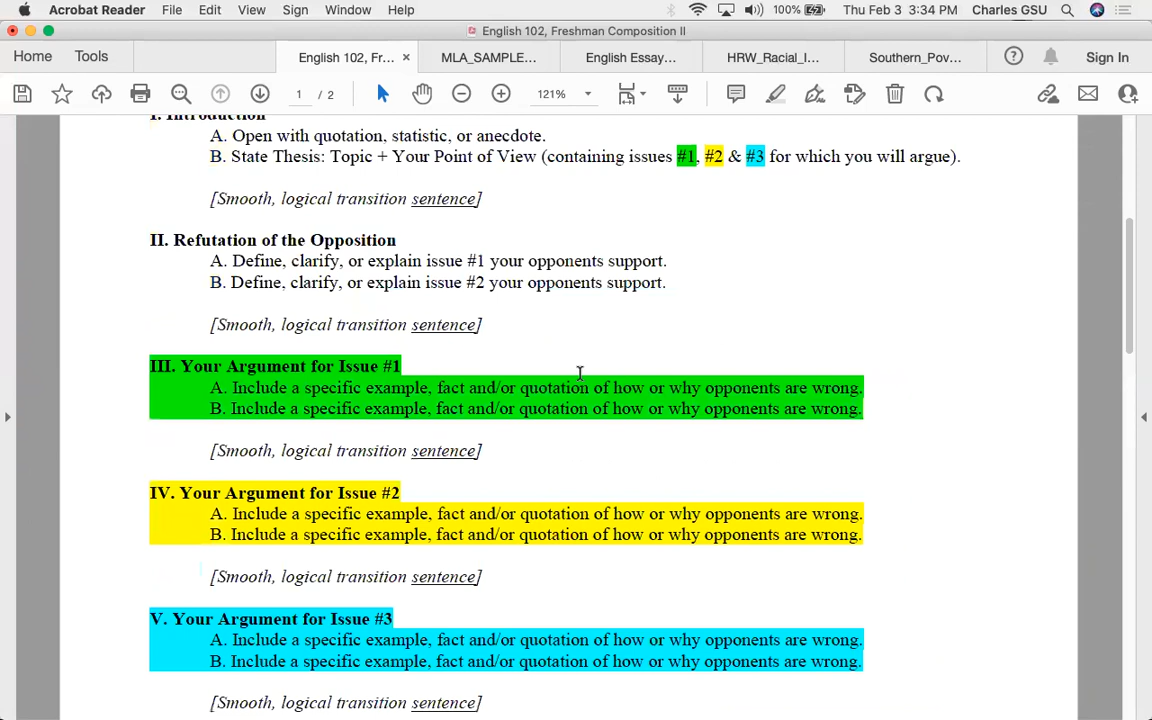 Acrobat Reader File Edit View Sign Window Help 100% Thu Feb 3 3:34 PM Charles GSU
English 102, Freshman Composition II
Home Tools English 102, Fr... × MLA_SAMPLE... English Essay... HRW_Racial_I... Southern_Pov... Sign In
1 / 2 121%
I. Introduction
A. Open with quotation, statistic, or anecdote.
B. State Thesis: Topic + Your Point of View (containing issues #1, #2 & #3 for which you will argue).
[Smooth, logical transition sentence]
II. Refutation of the Opposition
A. Define, clarify, or explain issue #1 your opponents support.
B. Define, clarify, or explain issue #2 your opponents support.
[Smooth, logical transition sentence]
III. Your Argument for Issue #1
A. Include a specific example, fact and/or quotation of how or why opponents are wrong.
B. Include a specific example, fact and/or quotation of how or why opponents are wrong.
[Smooth, logical transition sentence]
IV. Your Argument for Issue #2
A. Include a specific example, fact and/or quotation of how or why opponents are wrong.
B. Include a specific example, fact and/or quotation of how or why opponents are wrong.
[Smooth, logical transition sentence]
V. Your Argument for Issue #3
A. Include a specific example, fact and/or quotation of how or why opponents are wrong.
B. Include a specific example, fact and/or quotation of how or why opponents are wrong.
[Smooth, logical transition sentence]